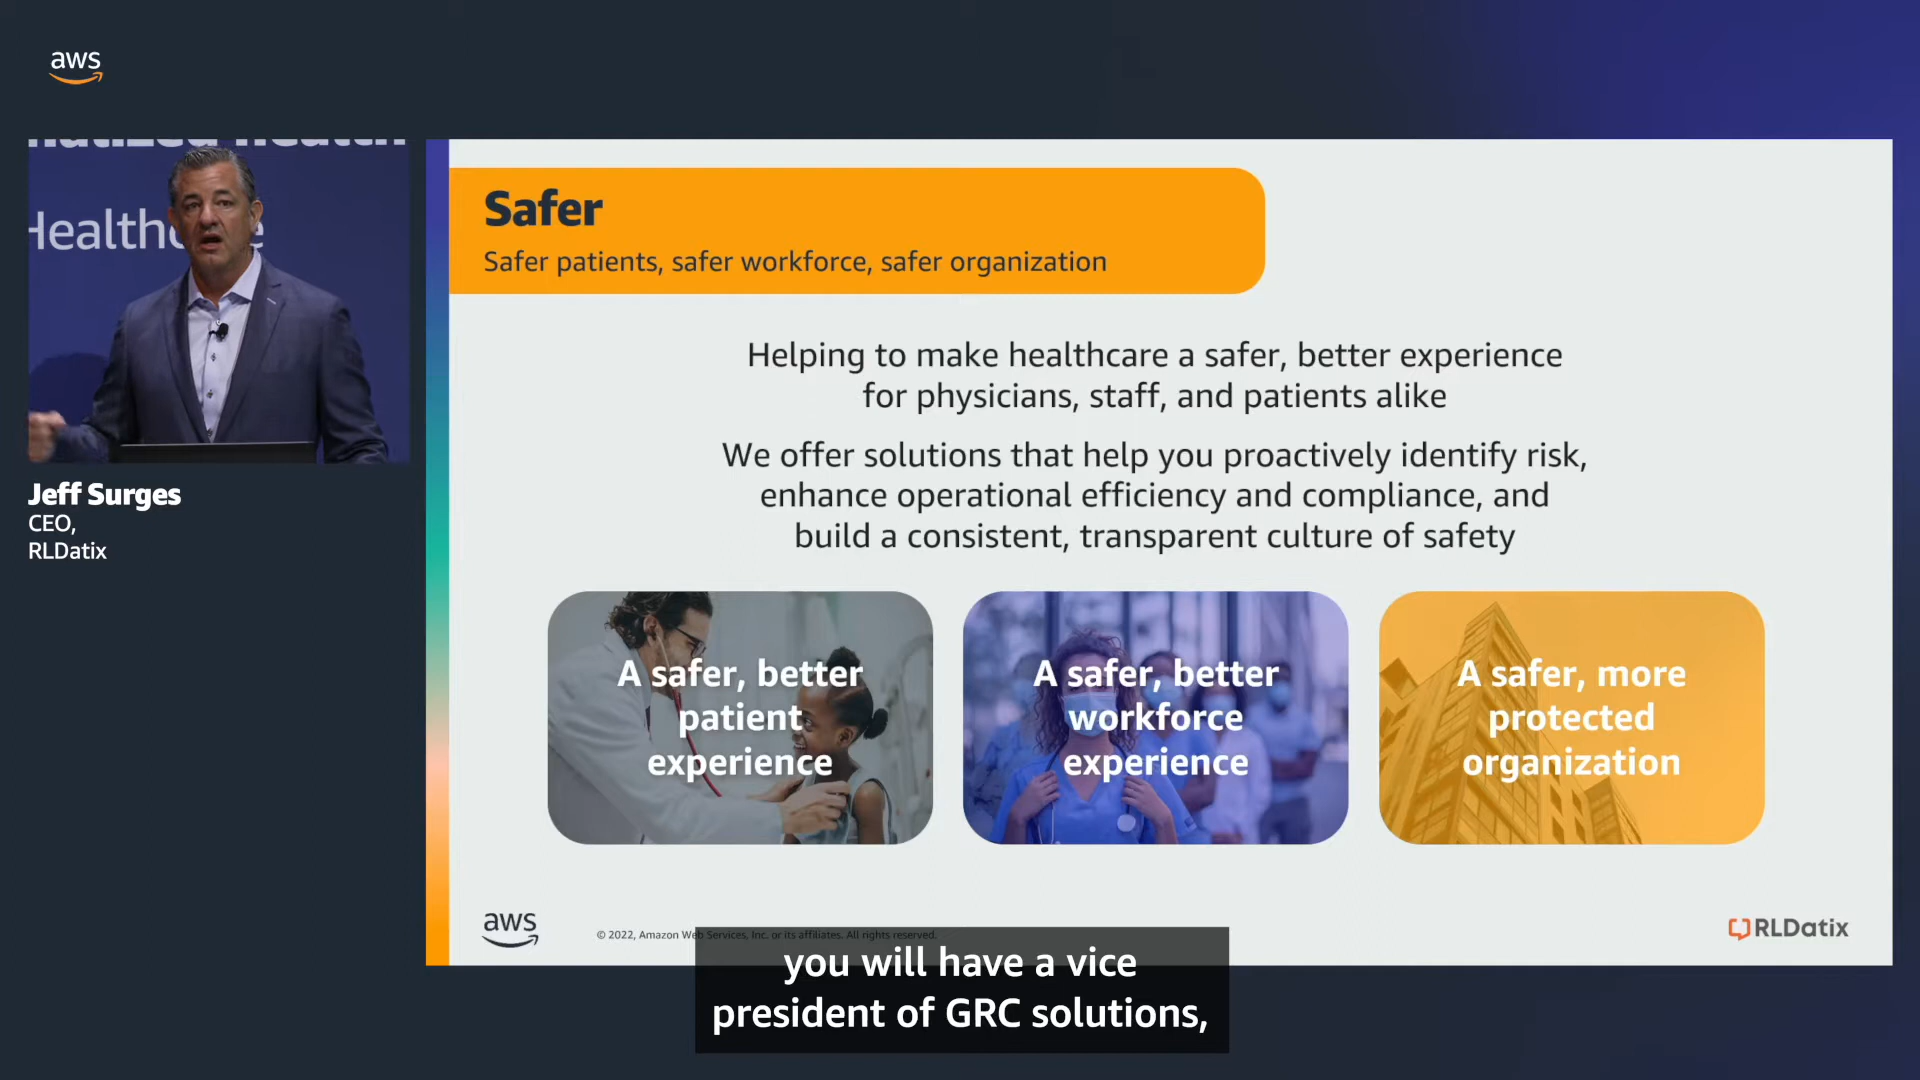 aws
Healthc e
Jeff Surges
CEO,
RLDatix
Safer
Safer patients, safer workforce, safer organization
Helping to make healthcare a safer, better experience
for physicians, staff, and patients alike
We offer solutions that help you proactively identify risk,
enhance operational efficiency and compliance, and
build a consistent, transparent culture of safety
A safer, better
patient
experience
A safer, better
workforce
experience
A safer, more
protected
organization
aws
© 2022, Amazon Web Services, Inc. or its affiliates. All rights reserved.
RLDatix
you will have a vice
president of GRC solutions,